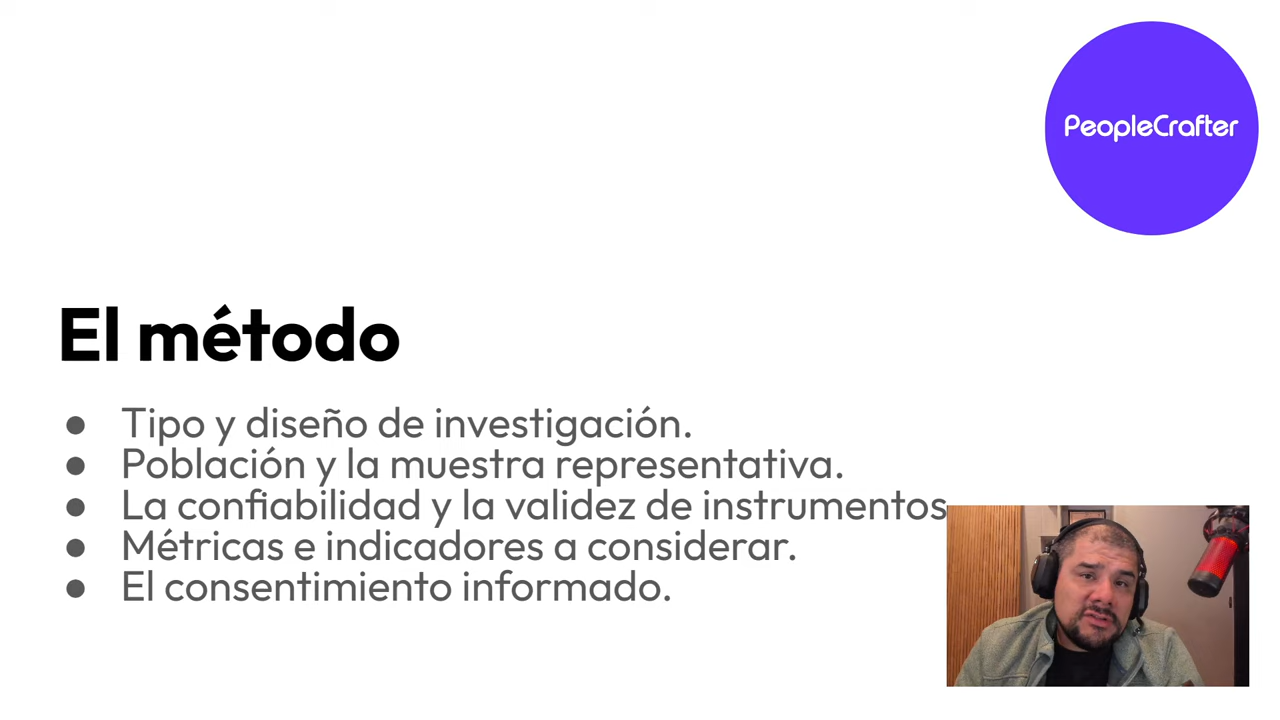 PeopleCrafter
El método
● Tipo y diseño de investigación.
● Población y la muestra representativa.
● La confiabilidad y la validez de instrumentos
● Métricas e indicadores a considerar.
● El consentimiento informado.